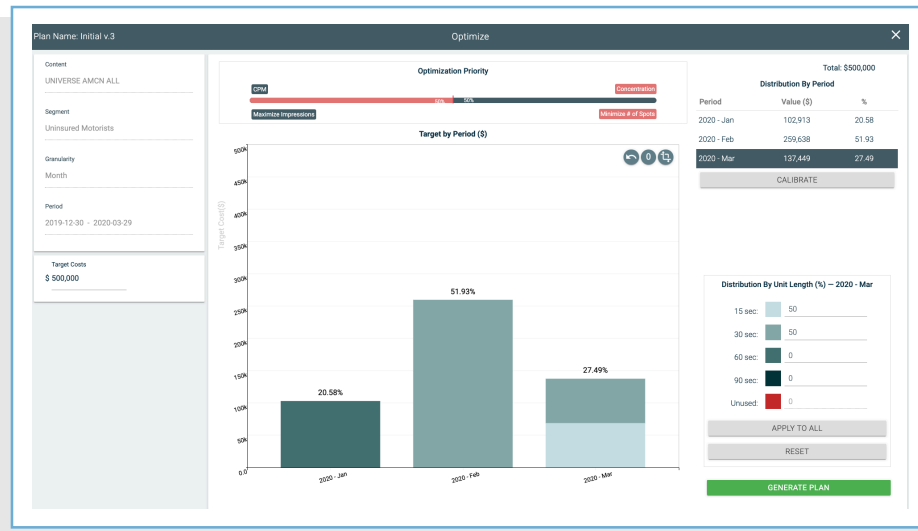 Plan Name: Initial v.3
Optimize
Content
UNIVERSE AMCN ALL
Segment
Uninsured Motorists
Granularity
Month
Period
2019-12-30 - 2020-03-29
Target Costs
$ 500,000
Optimization Priority
CPM
Concentration
50% 50%
Maximize Impressions
Minimize # of Spots
Target by Period ($)
0
500k
450k
400k
350k
300k
250k
200k
150k
100k
50k
0.0
Target Cost($)
20.58%
51.93%
27.49%
2020 - Jan
2020 - Feb
2020 - Mar
Total: $500,000
Distribution By Period
Period Value ($) %
2020 - Jan 102,913 20.58
2020 - Feb 259,638 51.93
2020 - Mar 137,449 27.49
CALIBRATE
Distribution By Unit Length (%) — 2020 - Mar
15 sec: 50
30 sec: 50
60 sec: 0
90 sec: 0
Unused: 0
APPLY TO ALL
RESET
GENERATE PLAN